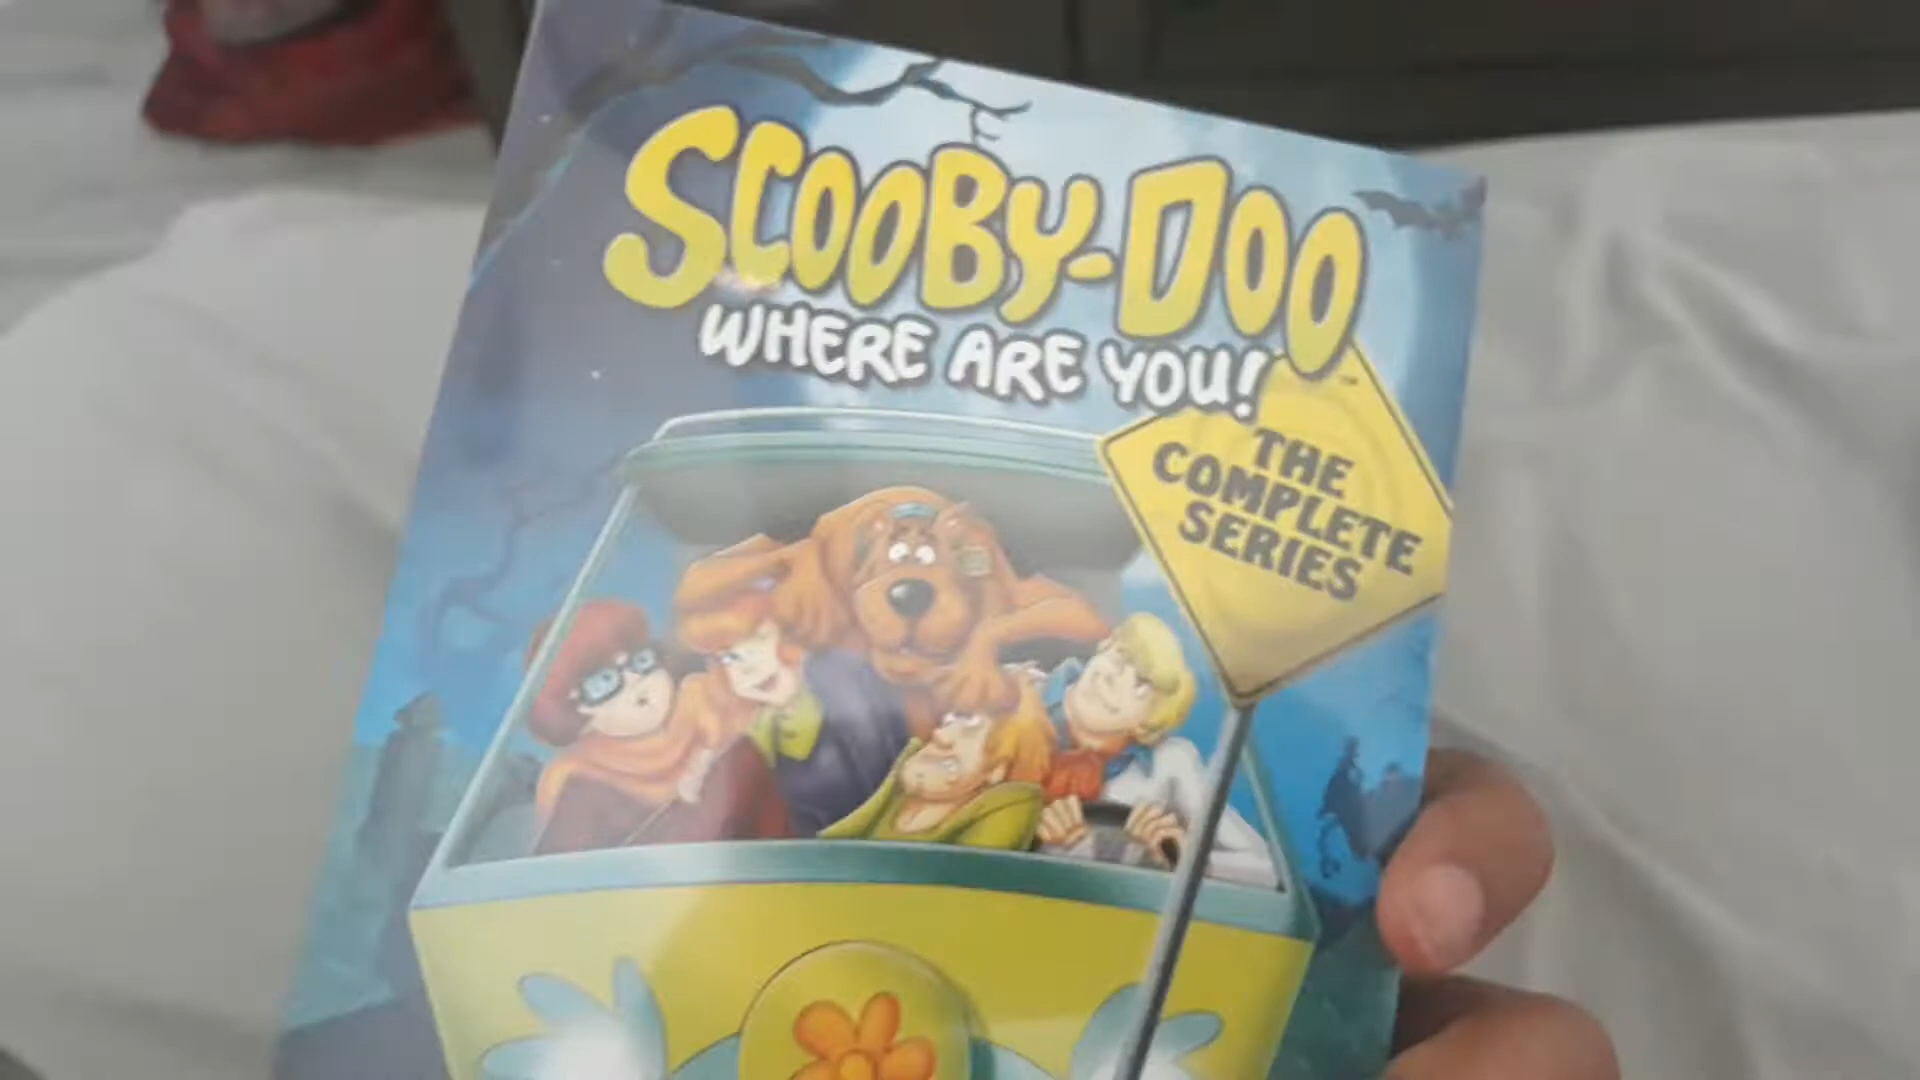 SCOOBY-DOO
WHERE ARE YOU!
THE
COMPLETE
SERIES